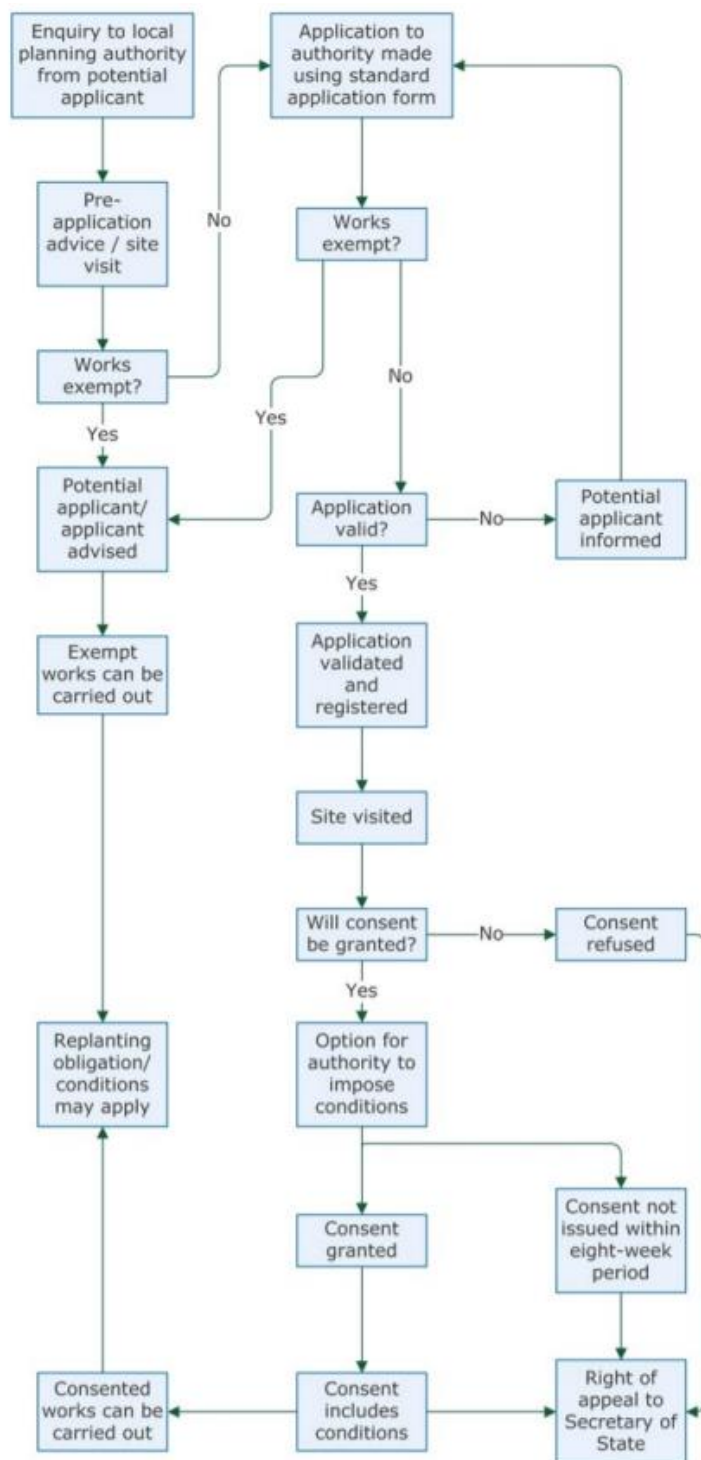 Enquiry to local
planning authority
from potential
applicant
Application to
authority made
using standard
application form
Pre-
application
advice / site
visit
No
Works
exempt?
Works
exempt?
No
Yes
Yes
Potential
applicant/
applicant
advised
Application
valid?
No
Potential
applicant
informed
Yes
Exempt
works can be
carried out
Application
validated
and
registered
Site visited
Will consent
be granted?
No
Consent
refused
Yes
Replanting
obligation/
conditions
may apply
Option for
authority to
impose
conditions
Consent
granted
Consent not
issued within
eight-week
period
Consented
works can be
carried out
Consent
includes
conditions
Right of
appeal to
Secretary of
State